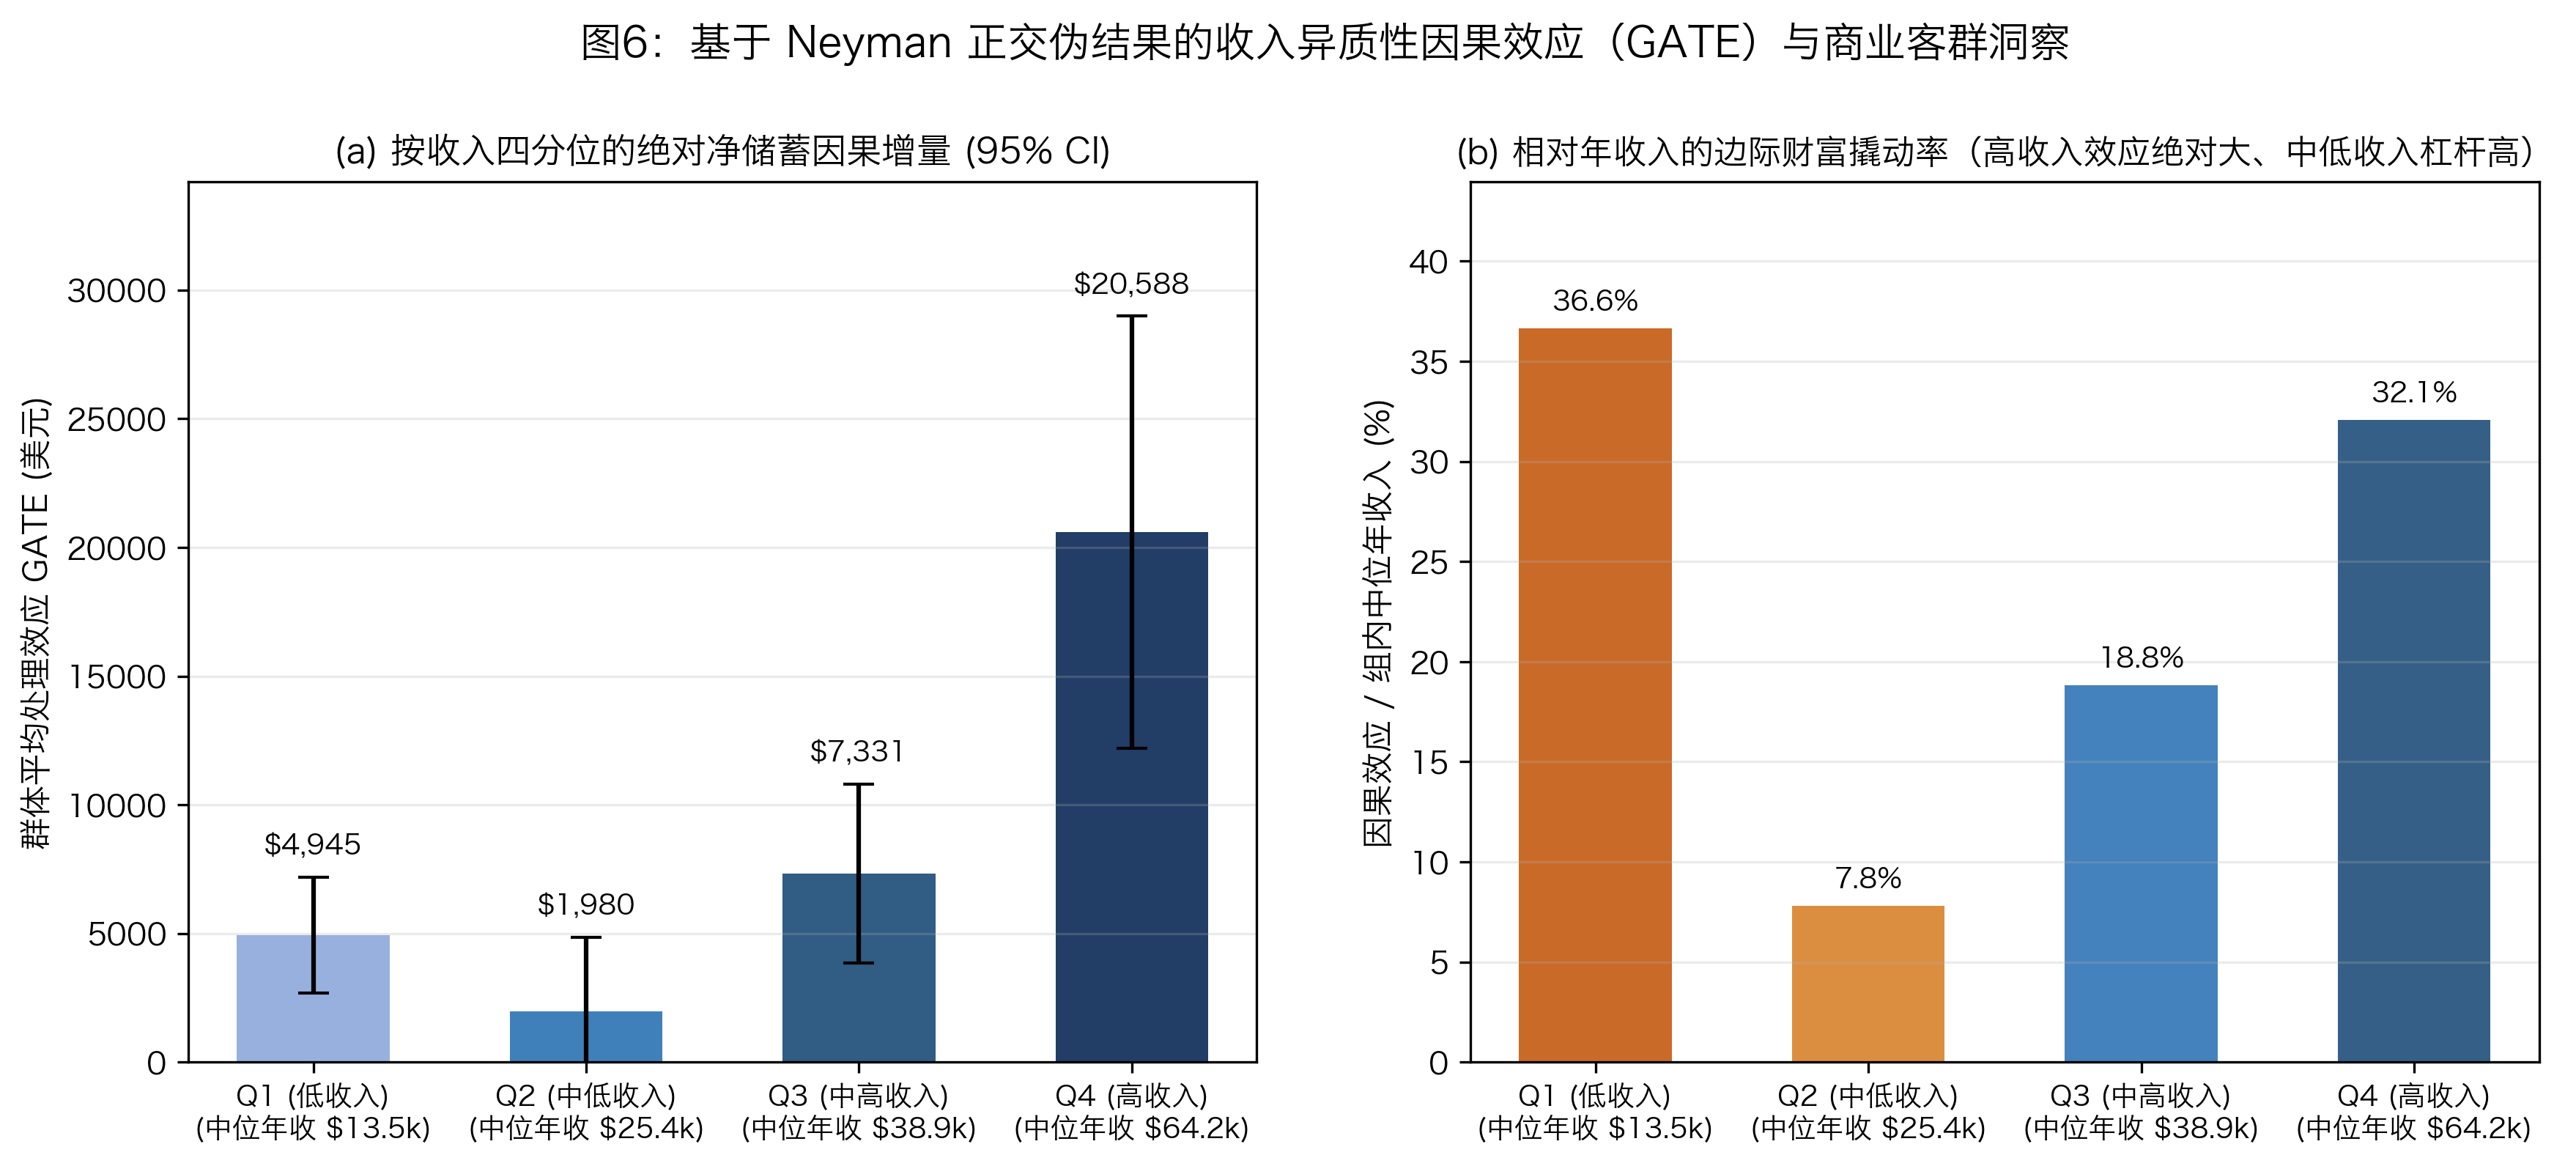 图6：基于 Neyman 正交伪结果的收入异质性因果效应（GATE）与商业客群洞察
(a) 按收入四分位的绝对净储蓄因果增量 (95% CI)
群体平均处理效应 GATE (美元)
30000
25000
20000
15000
10000
5000
0
$4,945
$1,980
$7,331
$20,588
Q1 (低收入)
(中位年收 $13.5k)
Q2 (中低收入)
(中位年收 $25.4k)
Q3 (中高收入)
(中位年收 $38.9k)
Q4 (高收入)
(中位年收 $64.2k)
(b) 相对年收入的边际财富撬动率（高收入效应绝对大、中低收入杠杆高）
因果效应 / 组内中位年收入 (%)
40
35
30
25
20
15
10
5
0
36.6%
7.8%
18.8%
32.1%
Q1 (低收入)
(中位年收 $13.5k)
Q2 (中低收入)
(中位年收 $25.4k)
Q3 (中高收入)
(中位年收 $38.9k)
Q4 (高收入)
(中位年收 $64.2k)